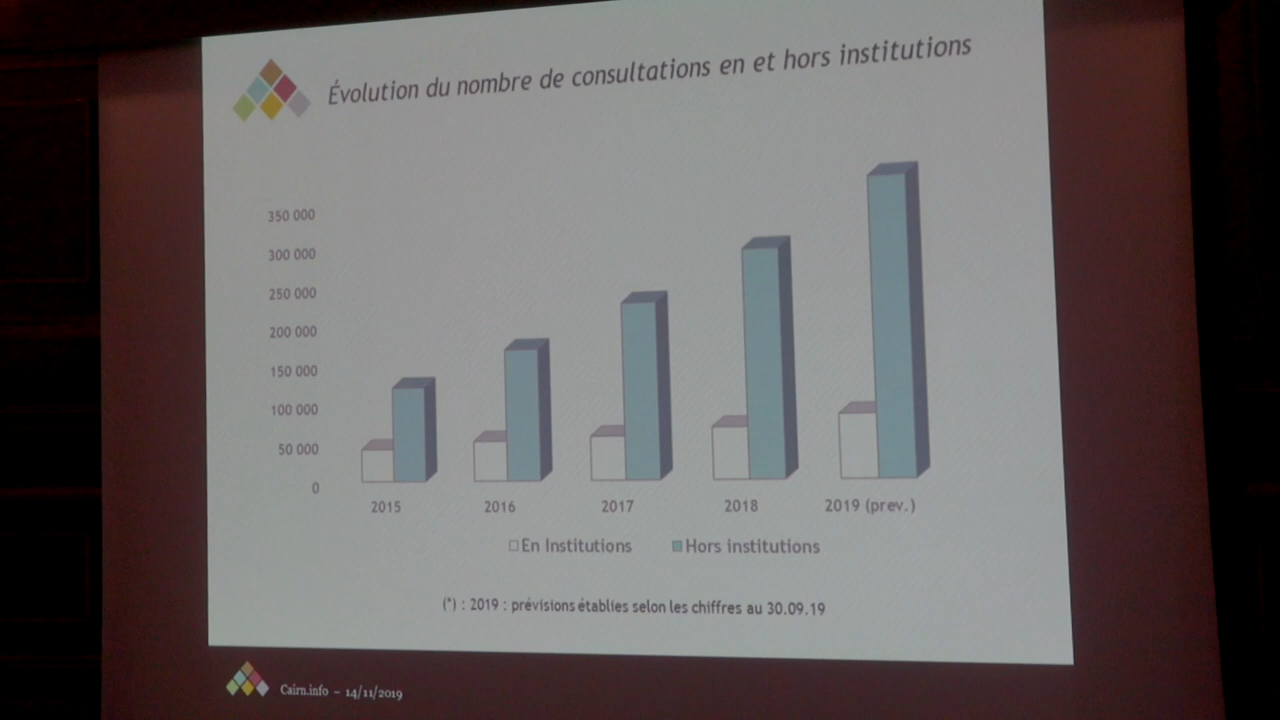 Évolution du nombre de consultations en et hors institutions
350 000
300 000
250 000
200 000
150 000
100 000
50 000
0
2015 2016 2017 2018 2019 (prev.)
En Institutions Hors institutions
(*) : 2019 : prévisions établies selon les chiffres au 30.09.19
Cairn.info – 14/11/2019